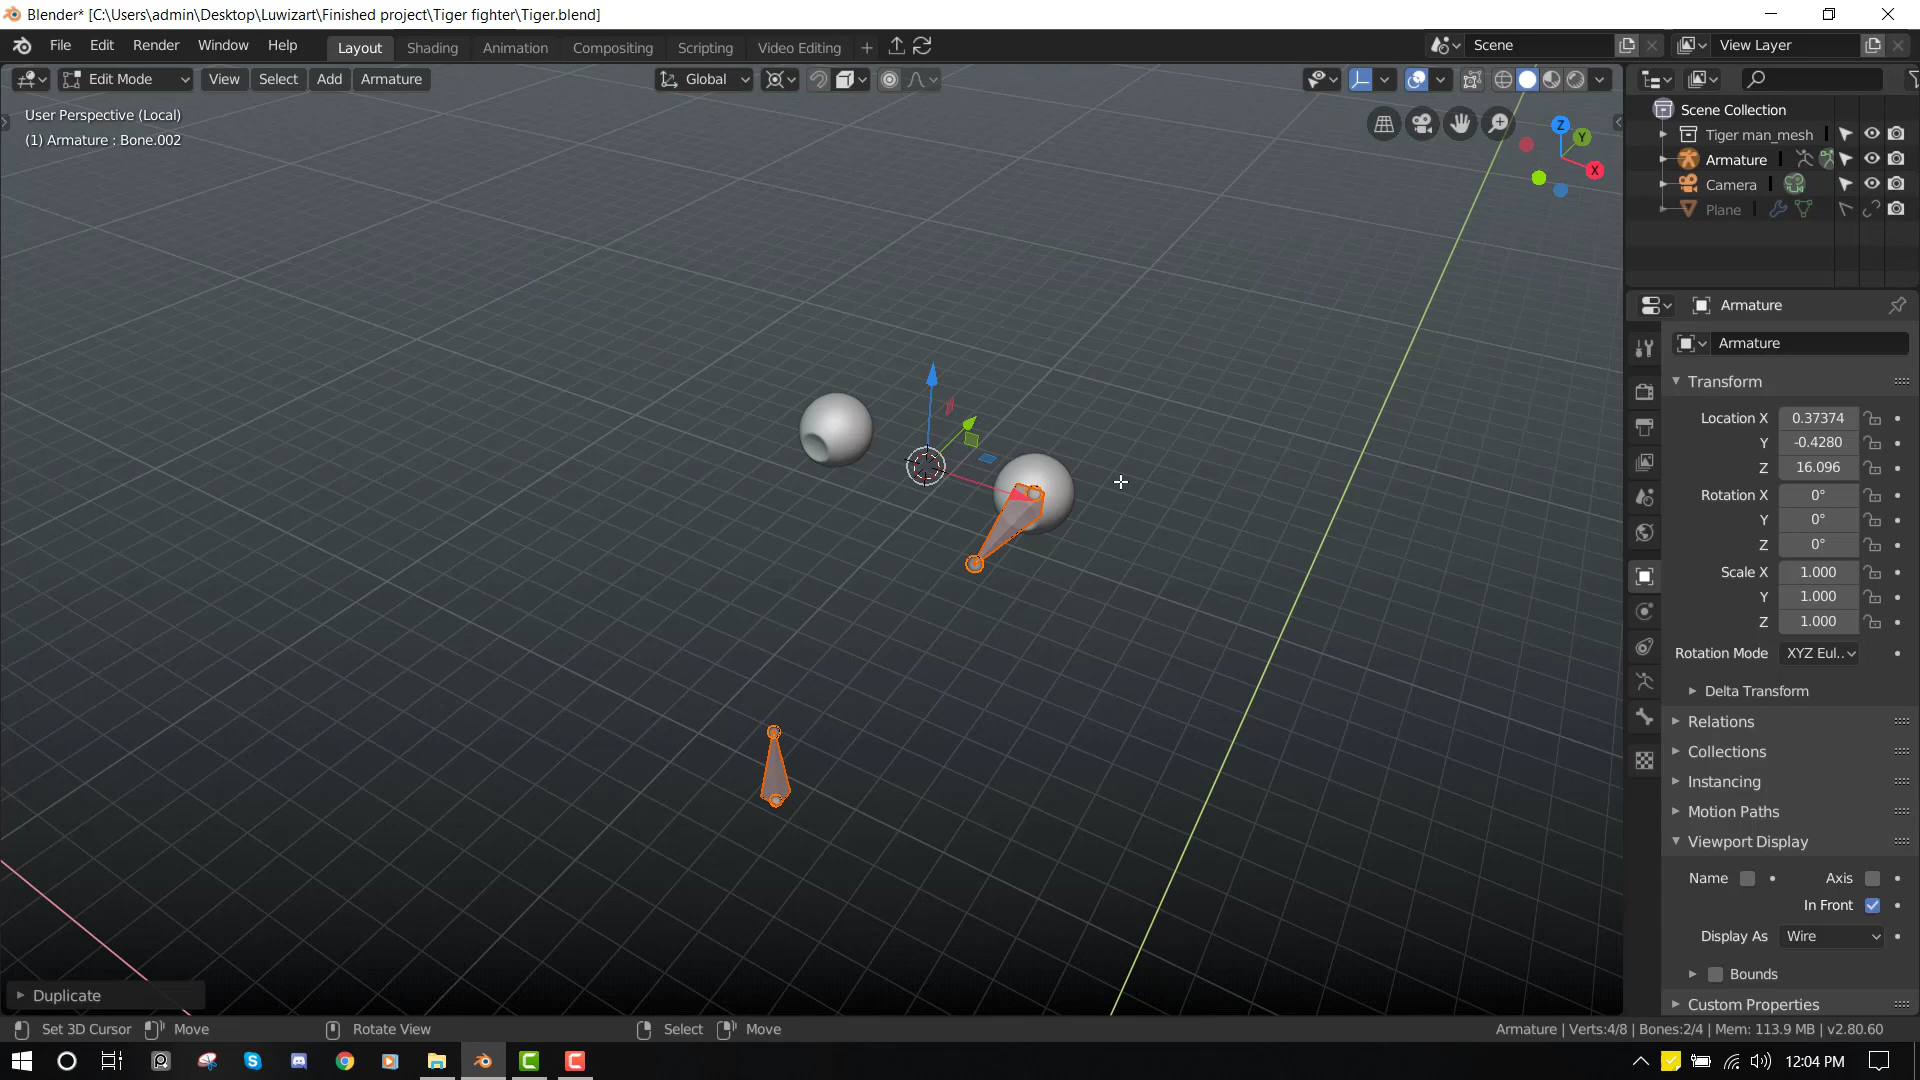 Blender* [C:\Users\admin\Desktop\Luwizart\Finished project\Tiger fighter\Tiger.blend]
File Edit Render Window Help Layout Shading Animation Compositing Scripting Video Editing + Scene View Layer
Edit Mode View Select Add Armature Global
User Perspective (Local)
(1) Armature : Bone.002
Z
Y
X
Scene Collection
Tiger man_mesh
Armature
Camera
Plane
Armature
Armature
Transform
Location X 0.37374
Y -0.4280
Z 16.096
Rotation X 0°
Y 0°
Z 0°
Scale X 1.000
Y 1.000
Z 1.000
Rotation Mode XYZ Eul..
Delta Transform
Relations
Collections
Instancing
Motion Paths
Viewport Display
Name Axis
In Front
Display As Wire
Bounds
Custom Properties
Duplicate
Set 3D Cursor Move Rotate View Select Move Armature | Verts:4/8 | Bones:2/4 | Mem: 113.9 MB | v2.80.60
12:04 PM